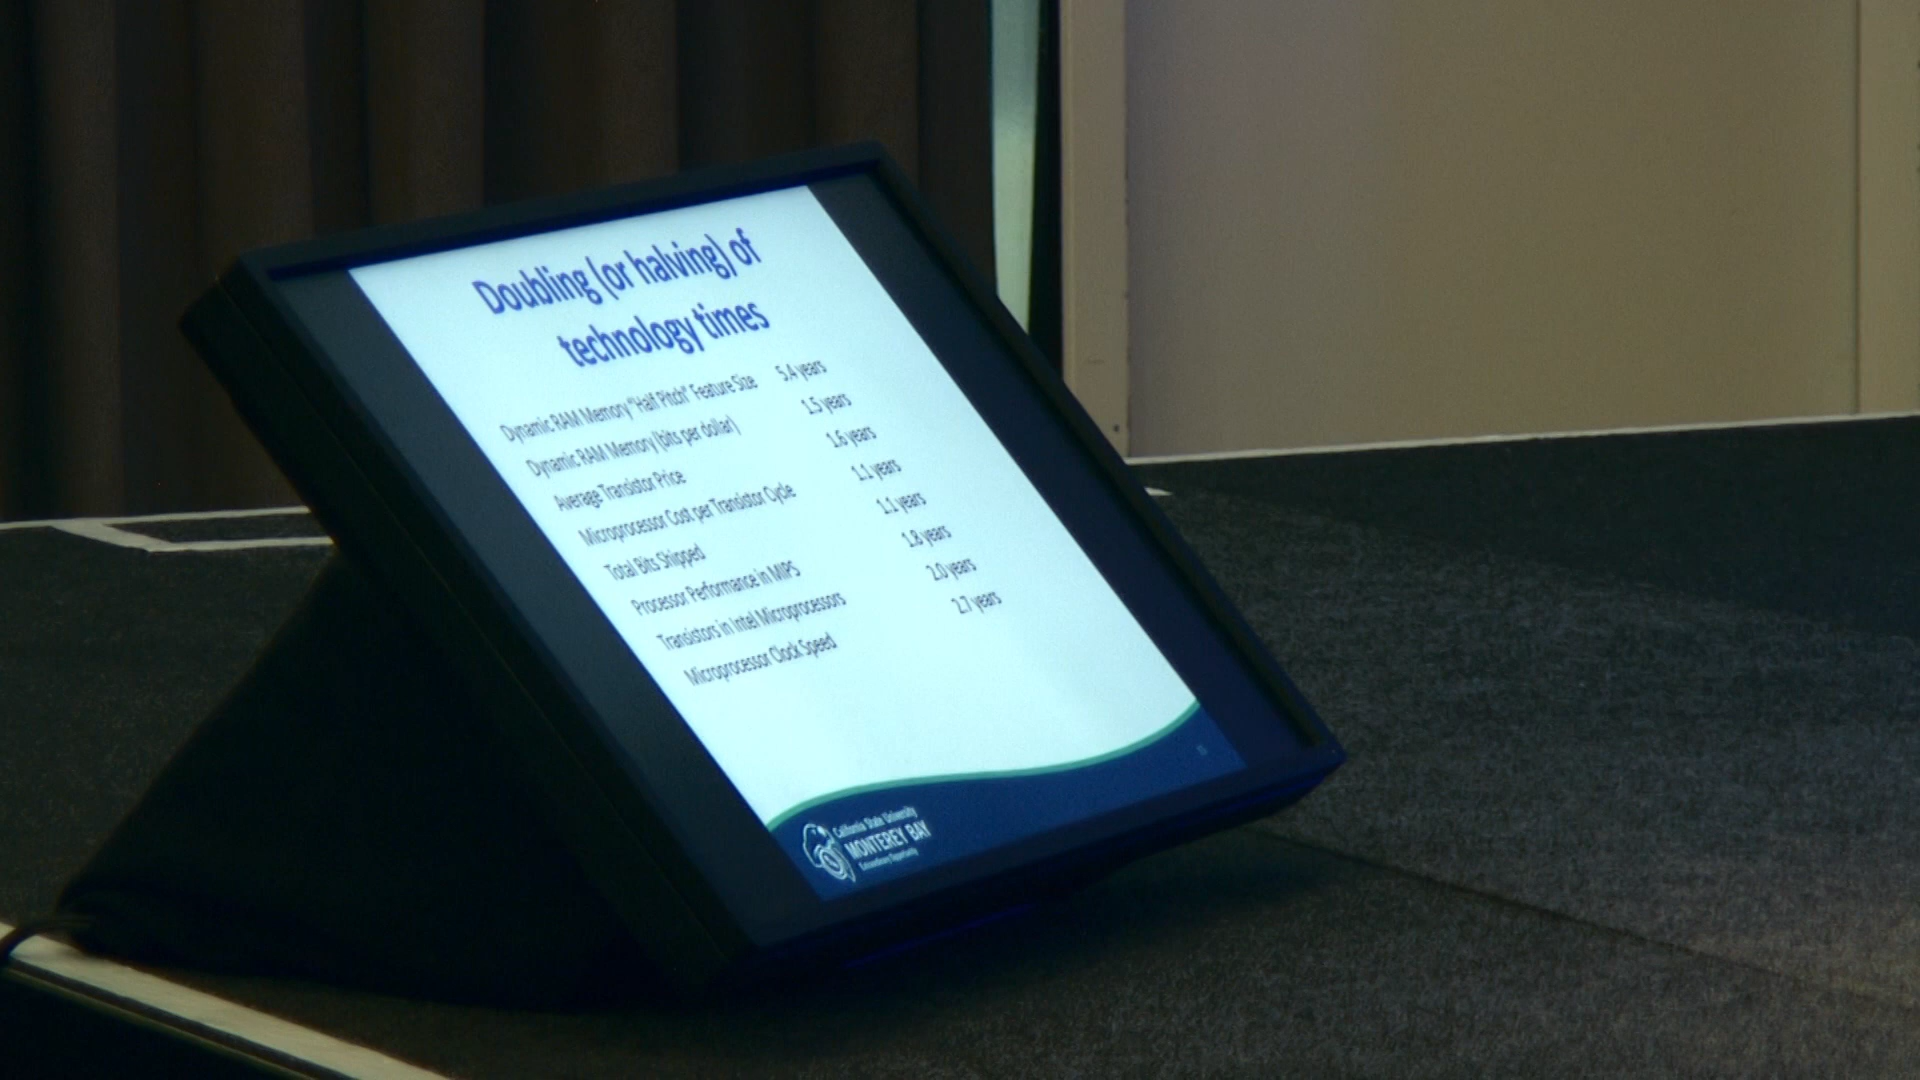 Doubling (or halving) of
technology times
Dynamic RAM Memory "Half Pitch" Feature Size 5.4 years
Dynamic RAM Memory (bits per dollar) 1.5 years
Average Transistor Price 1.6 years
Microprocessor Cost per Transistor Cycle 1.1 years
Total Bits Shipped 1.1 years
Processor Performance in MIPS 1.8 years
Transistors in Intel Microprocessors 2.0 years
Microprocessor Clock Speed 2.7 years
California State University
MONTEREY BAY
Extraordinary Opportunity